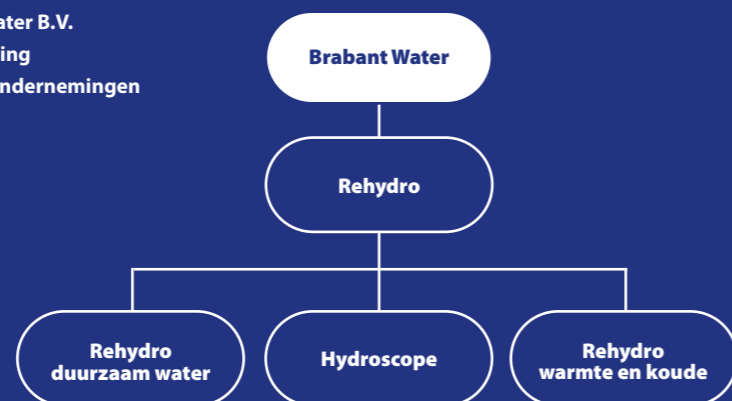 ater B.V.
ing
ndernemingen
Brabant Water
Rehydro
Rehydro
duurzaam water
Hydroscope
Rehydro
warmte en koude